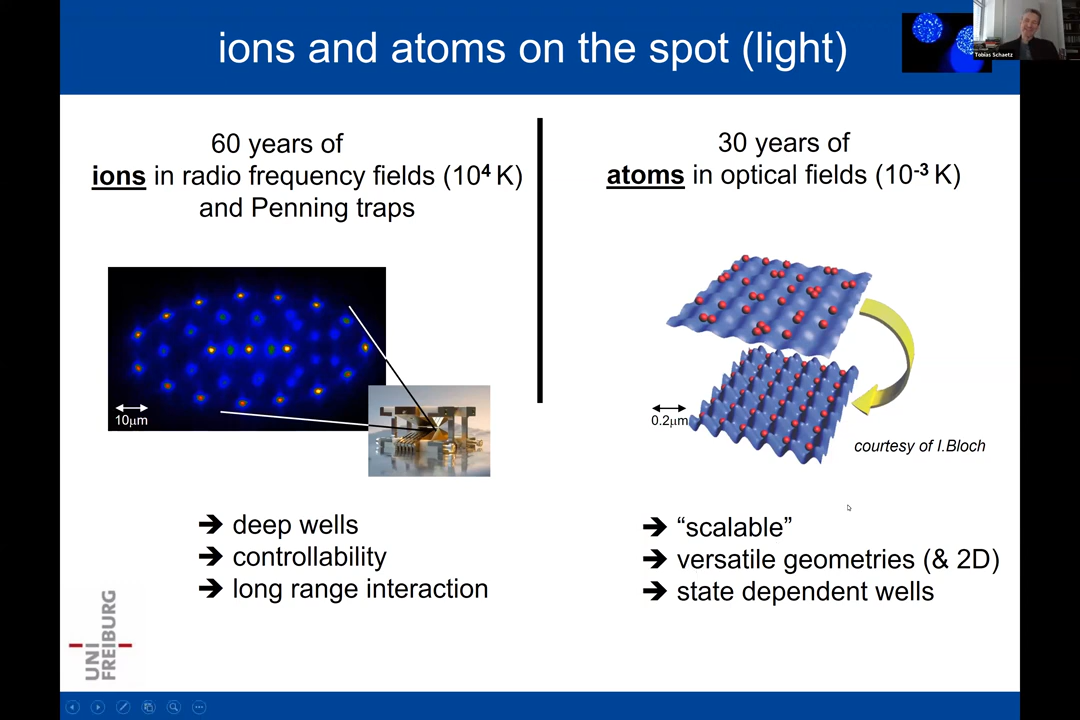 ions and atoms on the spot (light)
Tobias Schaetz
60 years of
ions in radio frequency fields (10⁴ K)
and Penning traps
30 years of
atoms in optical fields (10⁻³ K)
10μm
0.2μm
courtesy of I.Bloch
➔ deep wells
➔ controllability
➔ long range interaction
➔ “scalable”
➔ versatile geometries (& 2D)
➔ state dependent wells
UNI
FREIBURG